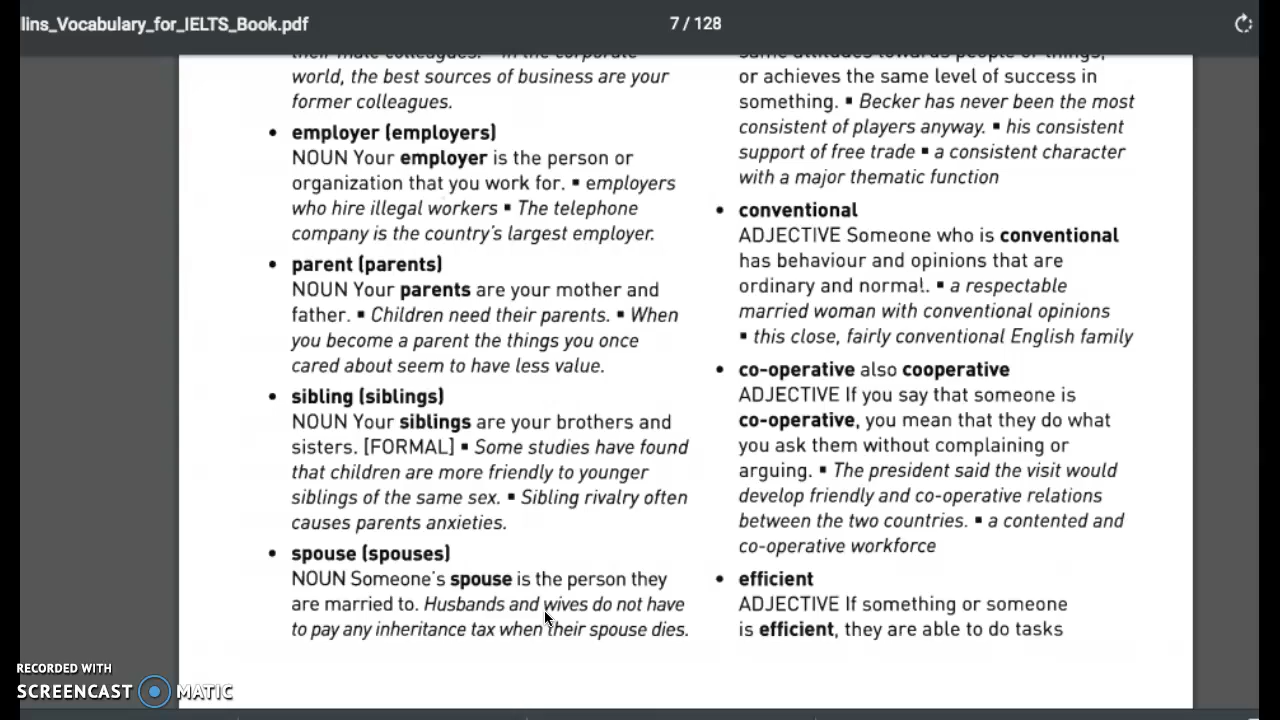 lins_Vocabulary_for_IELTS_Book.pdf
7 / 128
their male colleagues. ▪ In the corporate
world, the best sources of business are your
former colleagues.
• employer (employers)
NOUN Your employer is the person or
organization that you work for. ▪ employers
who hire illegal workers ▪ The telephone
company is the country's largest employer.
• parent (parents)
NOUN Your parents are your mother and
father. ▪ Children need their parents. ▪ When
you become a parent the things you once
cared about seem to have less value.
• sibling (siblings)
NOUN Your siblings are your brothers and
sisters. [FORMAL] ▪ Some studies have found
that children are more friendly to younger
siblings of the same sex. ▪ Sibling rivalry often
causes parents anxieties.
• spouse (spouses)
NOUN Someone's spouse is the person they
are married to. Husbands and wives do not have
to pay any inheritance tax when their spouse dies.
same attitudes towards people or things,
or achieves the same level of success in
something. ▪ Becker has never been the most
consistent of players anyway. ▪ his consistent
support of free trade ▪ a consistent character
with a major thematic function
• conventional
ADJECTIVE Someone who is conventional
has behaviour and opinions that are
ordinary and normal. ▪ a respectable
married woman with conventional opinions
▪ this close, fairly conventional English family
• co-operative also cooperative
ADJECTIVE If you say that someone is
co-operative, you mean that they do what
you ask them without complaining or
arguing. ▪ The president said the visit would
develop friendly and co-operative relations
between the two countries. ▪ a contented and
co-operative workforce
• efficient
ADJECTIVE If something or someone
is efficient, they are able to do tasks
RECORDED WITH
SCREENCAST MATIC